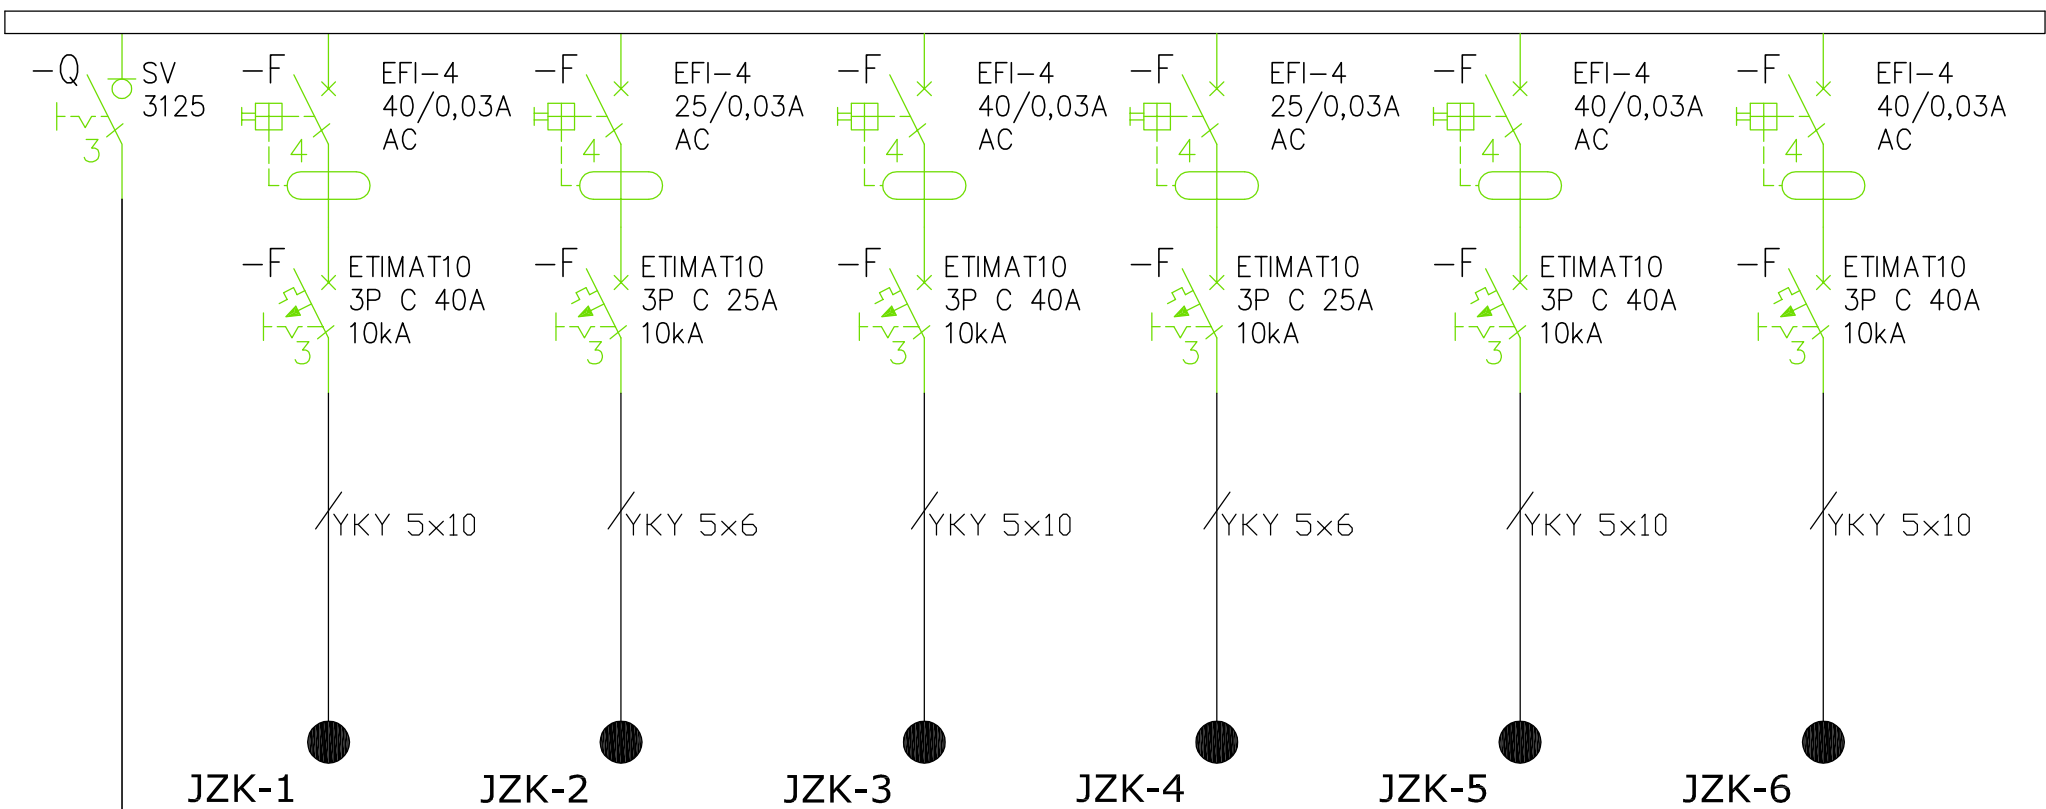 -Q
SV
3125
3
-F
EFI-4
40/0,03A
AC
4
-F
ETIMAT10
3P C 40A
10kA
3
YKY 5x10
JZK-1
-F
EFI-4
25/0,03A
AC
4
-F
ETIMAT10
3P C 25A
10kA
3
YKY 5x6
JZK-2
-F
EFI-4
40/0,03A
AC
4
-F
ETIMAT10
3P C 40A
10kA
3
YKY 5x10
JZK-3
-F
EFI-4
25/0,03A
AC
4
-F
ETIMAT10
3P C 25A
10kA
3
YKY 5x6
JZK-4
-F
EFI-4
40/0,03A
AC
4
-F
ETIMAT10
3P C 40A
10kA
3
YKY 5x10
JZK-5
-F
EFI-4
40/0,03A
AC
4
-F
ETIMAT10
3P C 40A
10kA
3
YKY 5x10
JZK-6